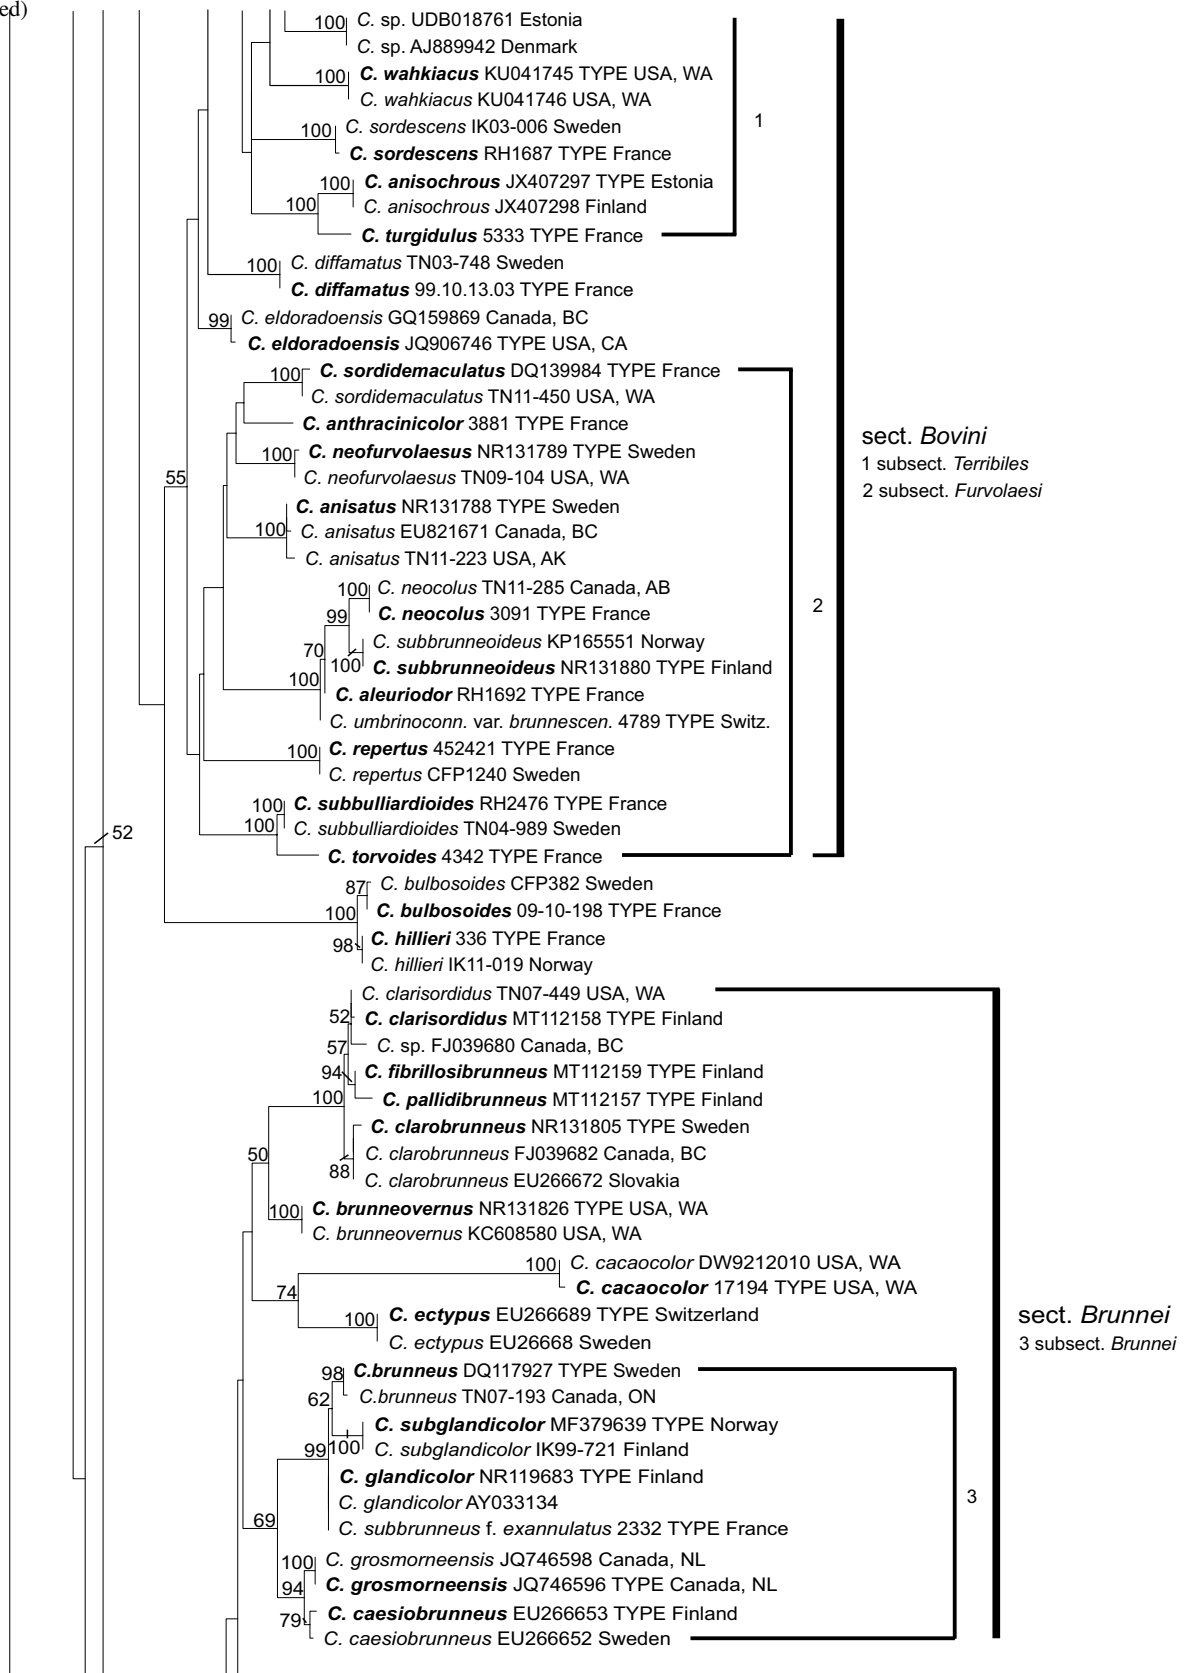 ed)
100 C. sp. UDB018761 Estonia
C. sp. AJ889942 Denmark
100 C. wahkiacus KU041745 TYPE USA, WA
C. wahkiacus KU041746 USA, WA
1
100 C. sordescens IK03-006 Sweden
C. sordescens RH1687 TYPE France
100 C. anisochrous JX407297 TYPE Estonia
100 C. anisochrous JX407298 Finland
C. turgidulus 5333 TYPE France
100 C. diffamatus TN03-748 Sweden
C. diffamatus 99.10.13.03 TYPE France
99 C. eldoradoensis GQ159869 Canada, BC
C. eldoradoensis JQ906746 TYPE USA, CA
100 C. sordidemaculatus DQ139984 TYPE France
C. sordidemaculatus TN11-450 USA, WA
C. anthracinicolor 3881 TYPE France
sect. Bovini
1 subsect. Terribiles
2 subsect. Furvolaesi
100 C. neofurvolaesus NR131789 TYPE Sweden
C. neofurvolaesus TN09-104 USA, WA
55
C. anisatus NR131788 TYPE Sweden
100 C. anisatus EU821671 Canada, BC
C. anisatus TN11-223 USA, AK
100 C. neocolus TN11-285 Canada, AB
2
99 C. neocolus 3091 TYPE France
C. subbrunneoideus KP165551 Norway
70
100 C. subbrunneoideus NR131880 TYPE Finland
100 C. aleuriodor RH1692 TYPE France
C. umbrinoconn. var. brunnescen. 4789 TYPE Switz.
100 C. repertus 452421 TYPE France
C. repertus CFP1240 Sweden
100 C. subbulliardioides RH2476 TYPE France
100 C. subbulliardioides TN04-989 Sweden
52
C. torvoides 4342 TYPE France
87 C. bulbosoides CFP382 Sweden
100 C. bulbosoides 09-10-198 TYPE France
C. hillieri 336 TYPE France
98
C. hillieri IK11-019 Norway
C. clarisordidus TN07-449 USA, WA
52 C. clarisordidus MT112158 TYPE Finland
57 C. sp. FJ039680 Canada, BC
94 C. fibrillosibrunneus MT112159 TYPE Finland
100 C. pallidibrunneus MT112157 TYPE Finland
C. clarobrunneus NR131805 TYPE Sweden
50 C. clarobrunneus FJ039682 Canada, BC
88 C. clarobrunneus EU266672 Slovakia
100 C. brunneovernus NR131826 TYPE USA, WA
C. brunneovernus KC608580 USA, WA
100 C. cacaocolor DW9212010 USA, WA
74 C. cacaocolor 17194 TYPE USA, WA
100 C. ectypus EU266689 TYPE Switzerland
C. ectypus EU26668 Sweden
sect. Brunnei
3 subsect. Brunnei
98 C.brunneus DQ117927 TYPE Sweden
62 C.brunneus TN07-193 Canada, ON
C. subglandicolor MF379639 TYPE Norway
99 100 C. subglandicolor IK99-721 Finland
C. glandicolor NR119683 TYPE Finland
3
C. glandicolor AY033134
69 C. subbrunneus f. exannulatus 2332 TYPE France
100 C. grosmorneensis JQ746598 Canada, NL
94 C. grosmorneensis JQ746596 TYPE Canada, NL
79 C. caesiobrunneus EU266653 TYPE Finland
C. caesiobrunneus EU266652 Sweden